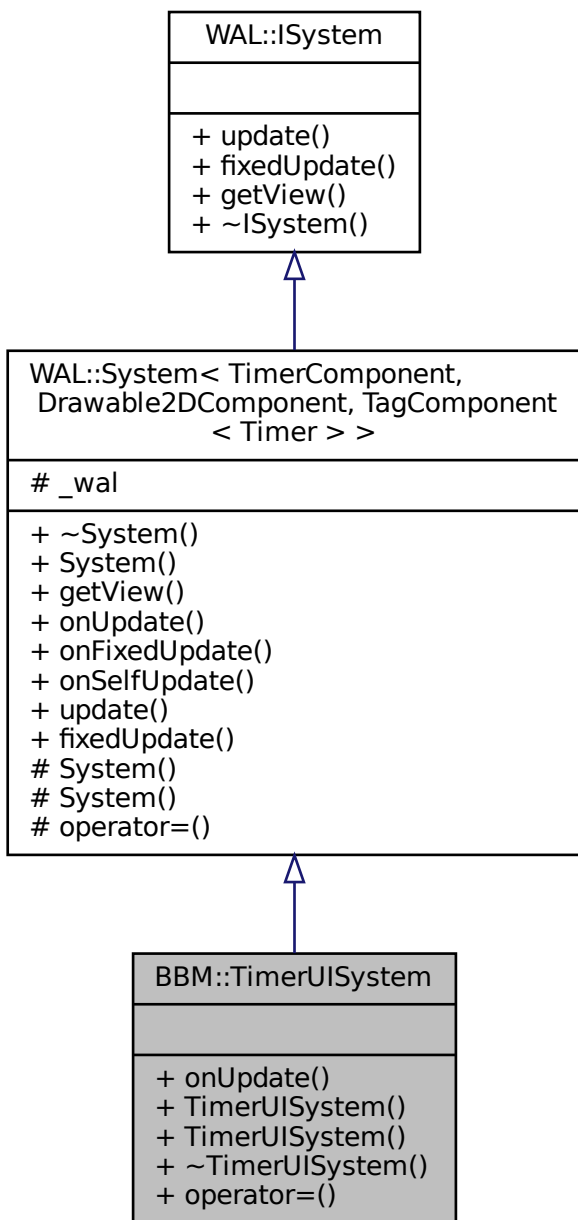 WAL::ISystem
+ update()
+ fixedUpdate()
+ getView()
+ ~ISystem()
WAL::System< TimerComponent,
Drawable2DComponent, TagComponent
< Timer > >
# _wal
+ ~System()
+ System()
+ getView()
+ onUpdate()
+ onFixedUpdate()
+ onSelfUpdate()
+ update()
+ fixedUpdate()
# System()
# System()
# operator=()
BBM::TimerUISystem
+ onUpdate()
+ TimerUISystem()
+ TimerUISystem()
+ ~TimerUISystem()
+ operator=()